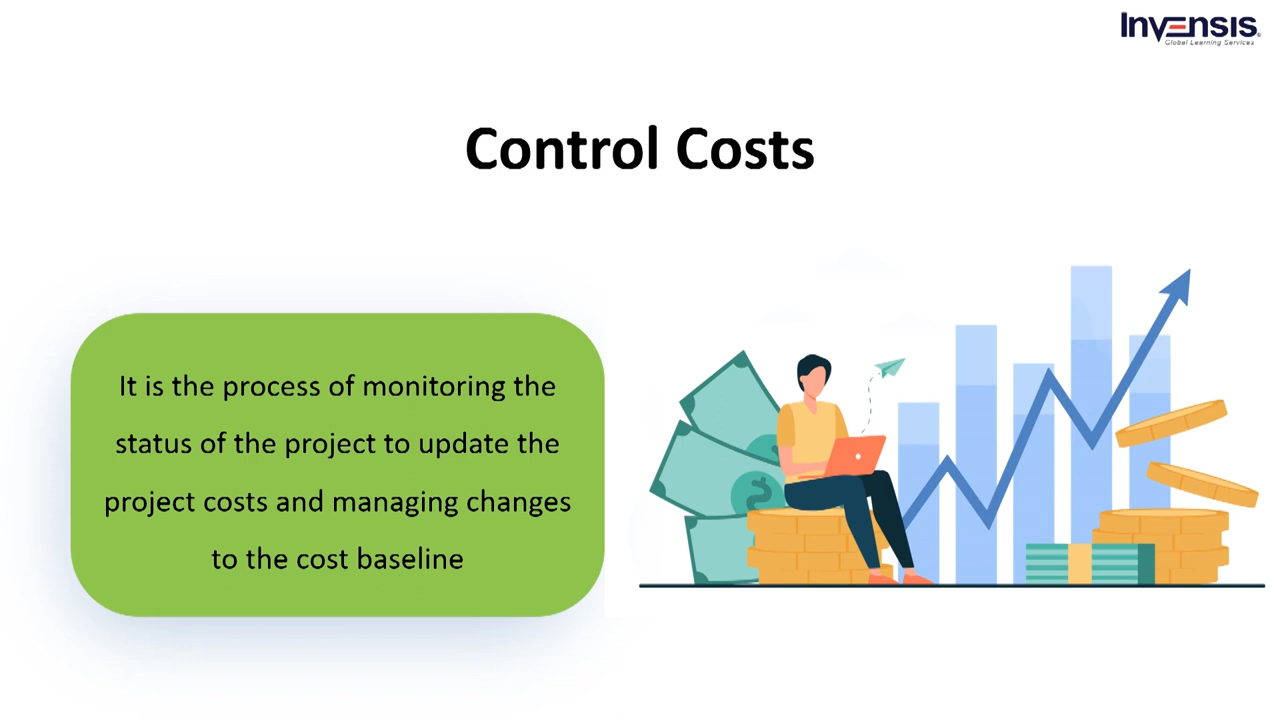 Invensis
Global Learning Services
Control Costs
It is the process of monitoring the
status of the project to update the
project costs and managing changes
to the cost baseline
$